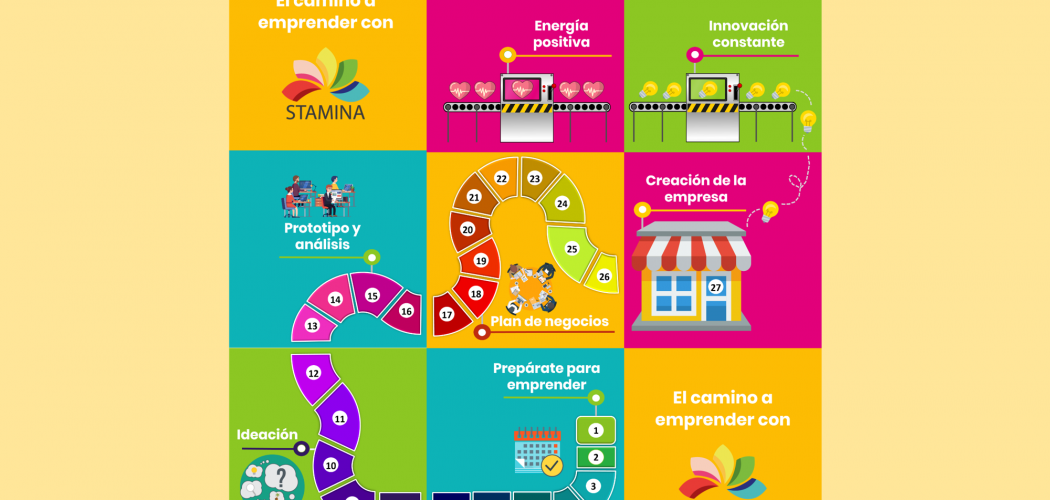 El camino a
emprender con
STAMINA
Energía
positiva
Innovación
constante
Prototipo y
análisis
13
14
15
16
17
18
19
20
21
22
23
24
25
26
Plan de negocios
Creación de la
empresa
27
12
11
Ideación
10
Prepárate para
emprender
1
2
3
El camino a
emprender con